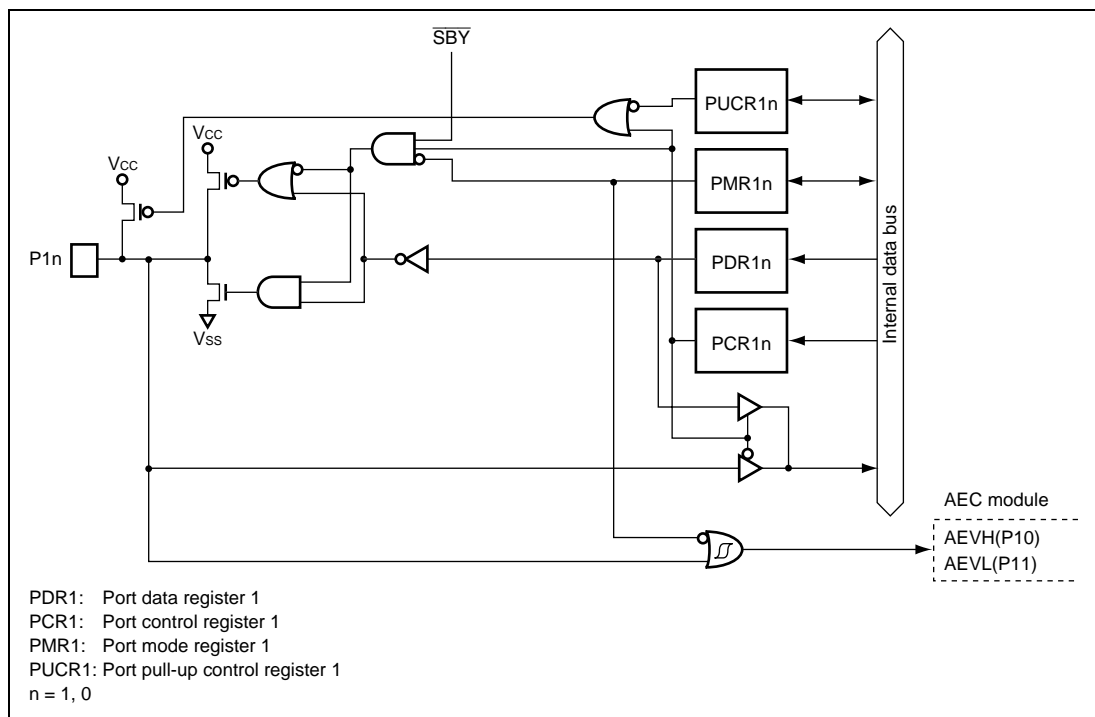 SBY
PUCR1n
VCC
VCC
PMR1n
P1n
PDR1n
Internal data bus
VSS
PCR1n
AEC module
AEVH(P10)
AEVL(P11)
PDR1: Port data register 1
PCR1: Port control register 1
PMR1: Port mode register 1
PUCR1: Port pull-up control register 1
n = 1, 0